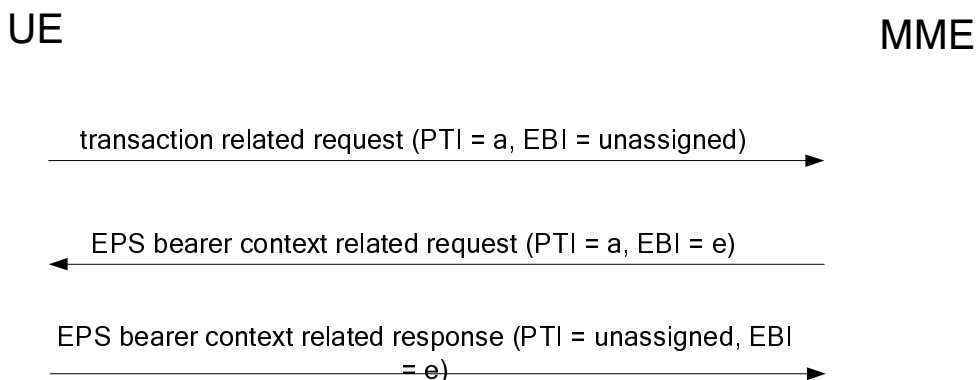 UE
MME
transaction related request (PTI = a, EBI = unassigned)
EPS bearer context related request (PTI = a, EBI = e)
EPS bearer context related response (PTI = unassigned, EBI
= e)